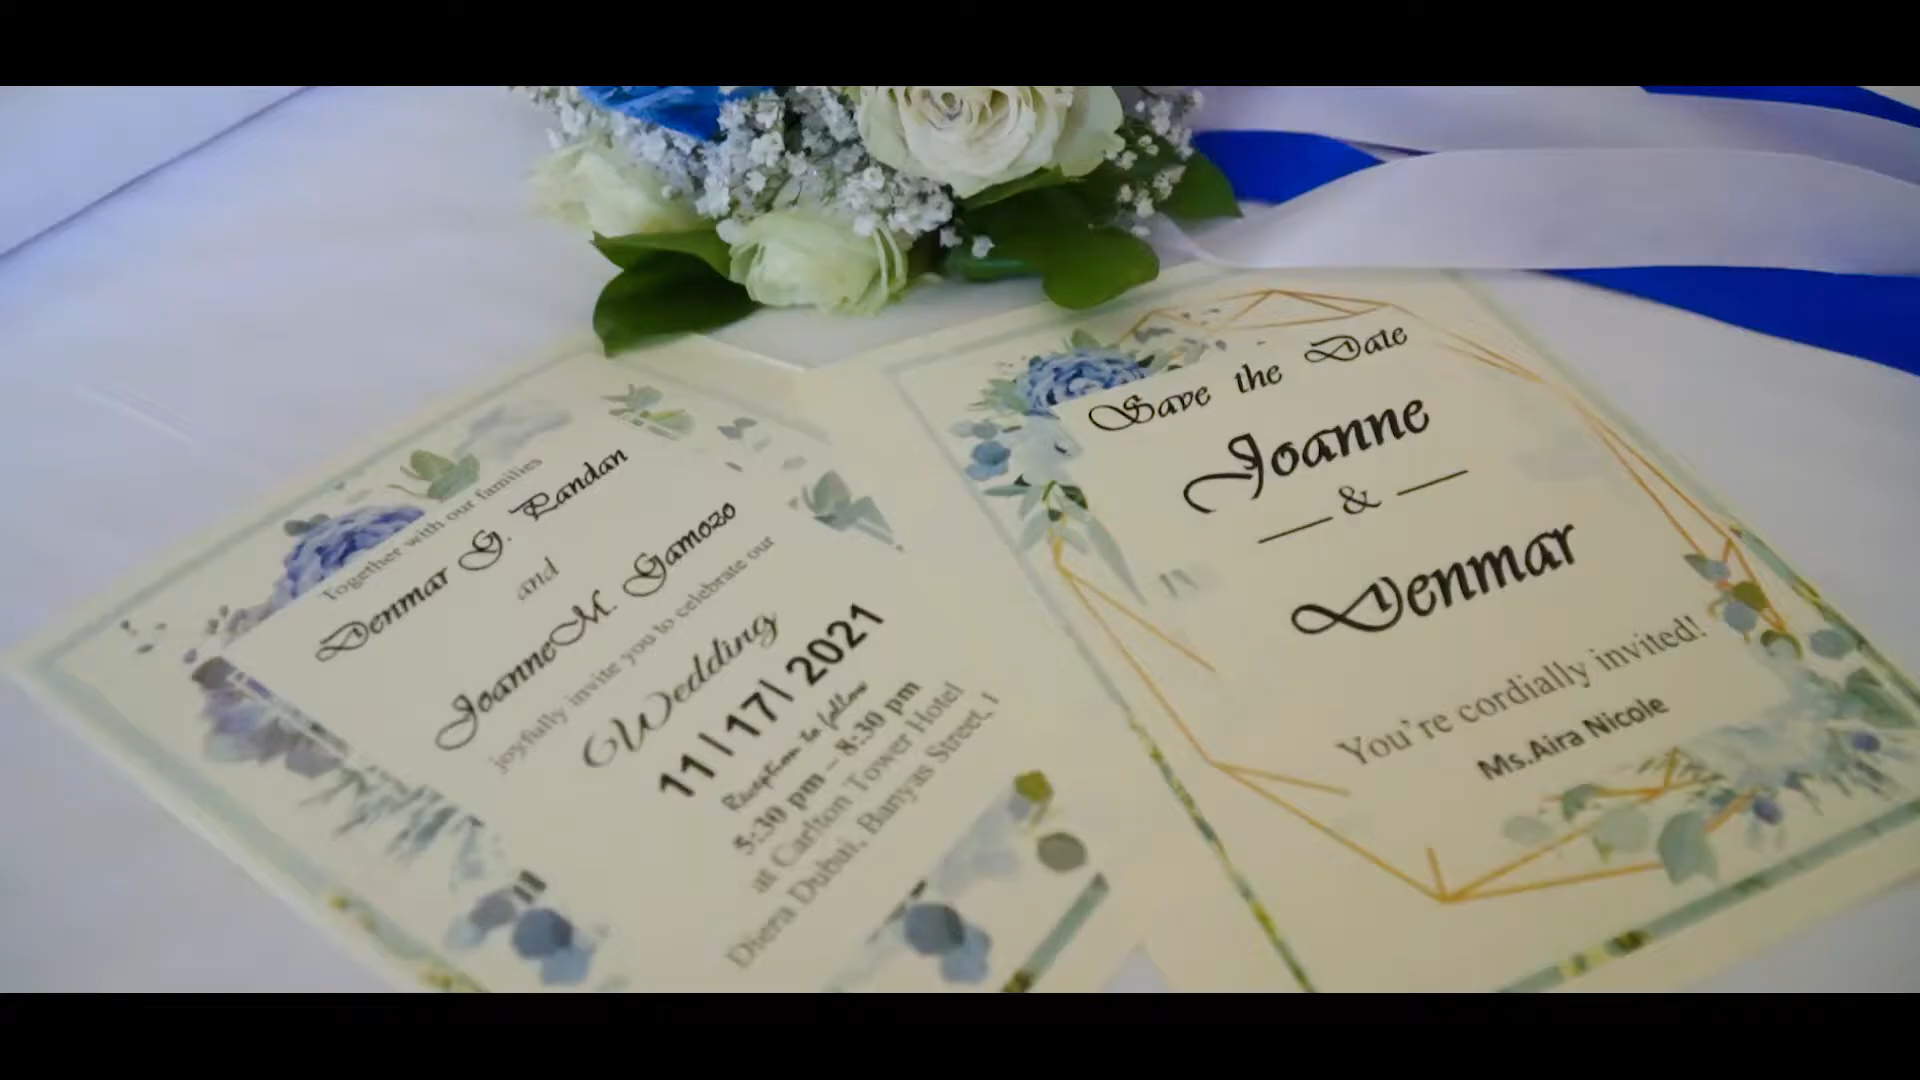 Together with our families
Denmar G. Pandan
and
Joanne M. Gamozo
joyfully invite you to celebrate our
Wedding
11|17|2021
Reception to follow
5:30 pm – 8:30 pm
at Carlton Tower Hotel
Diera Dubai, Banyas Street,
Save the Date
Joanne
&
Denmar
You're cordially invited!
Ms.Aira Nicole